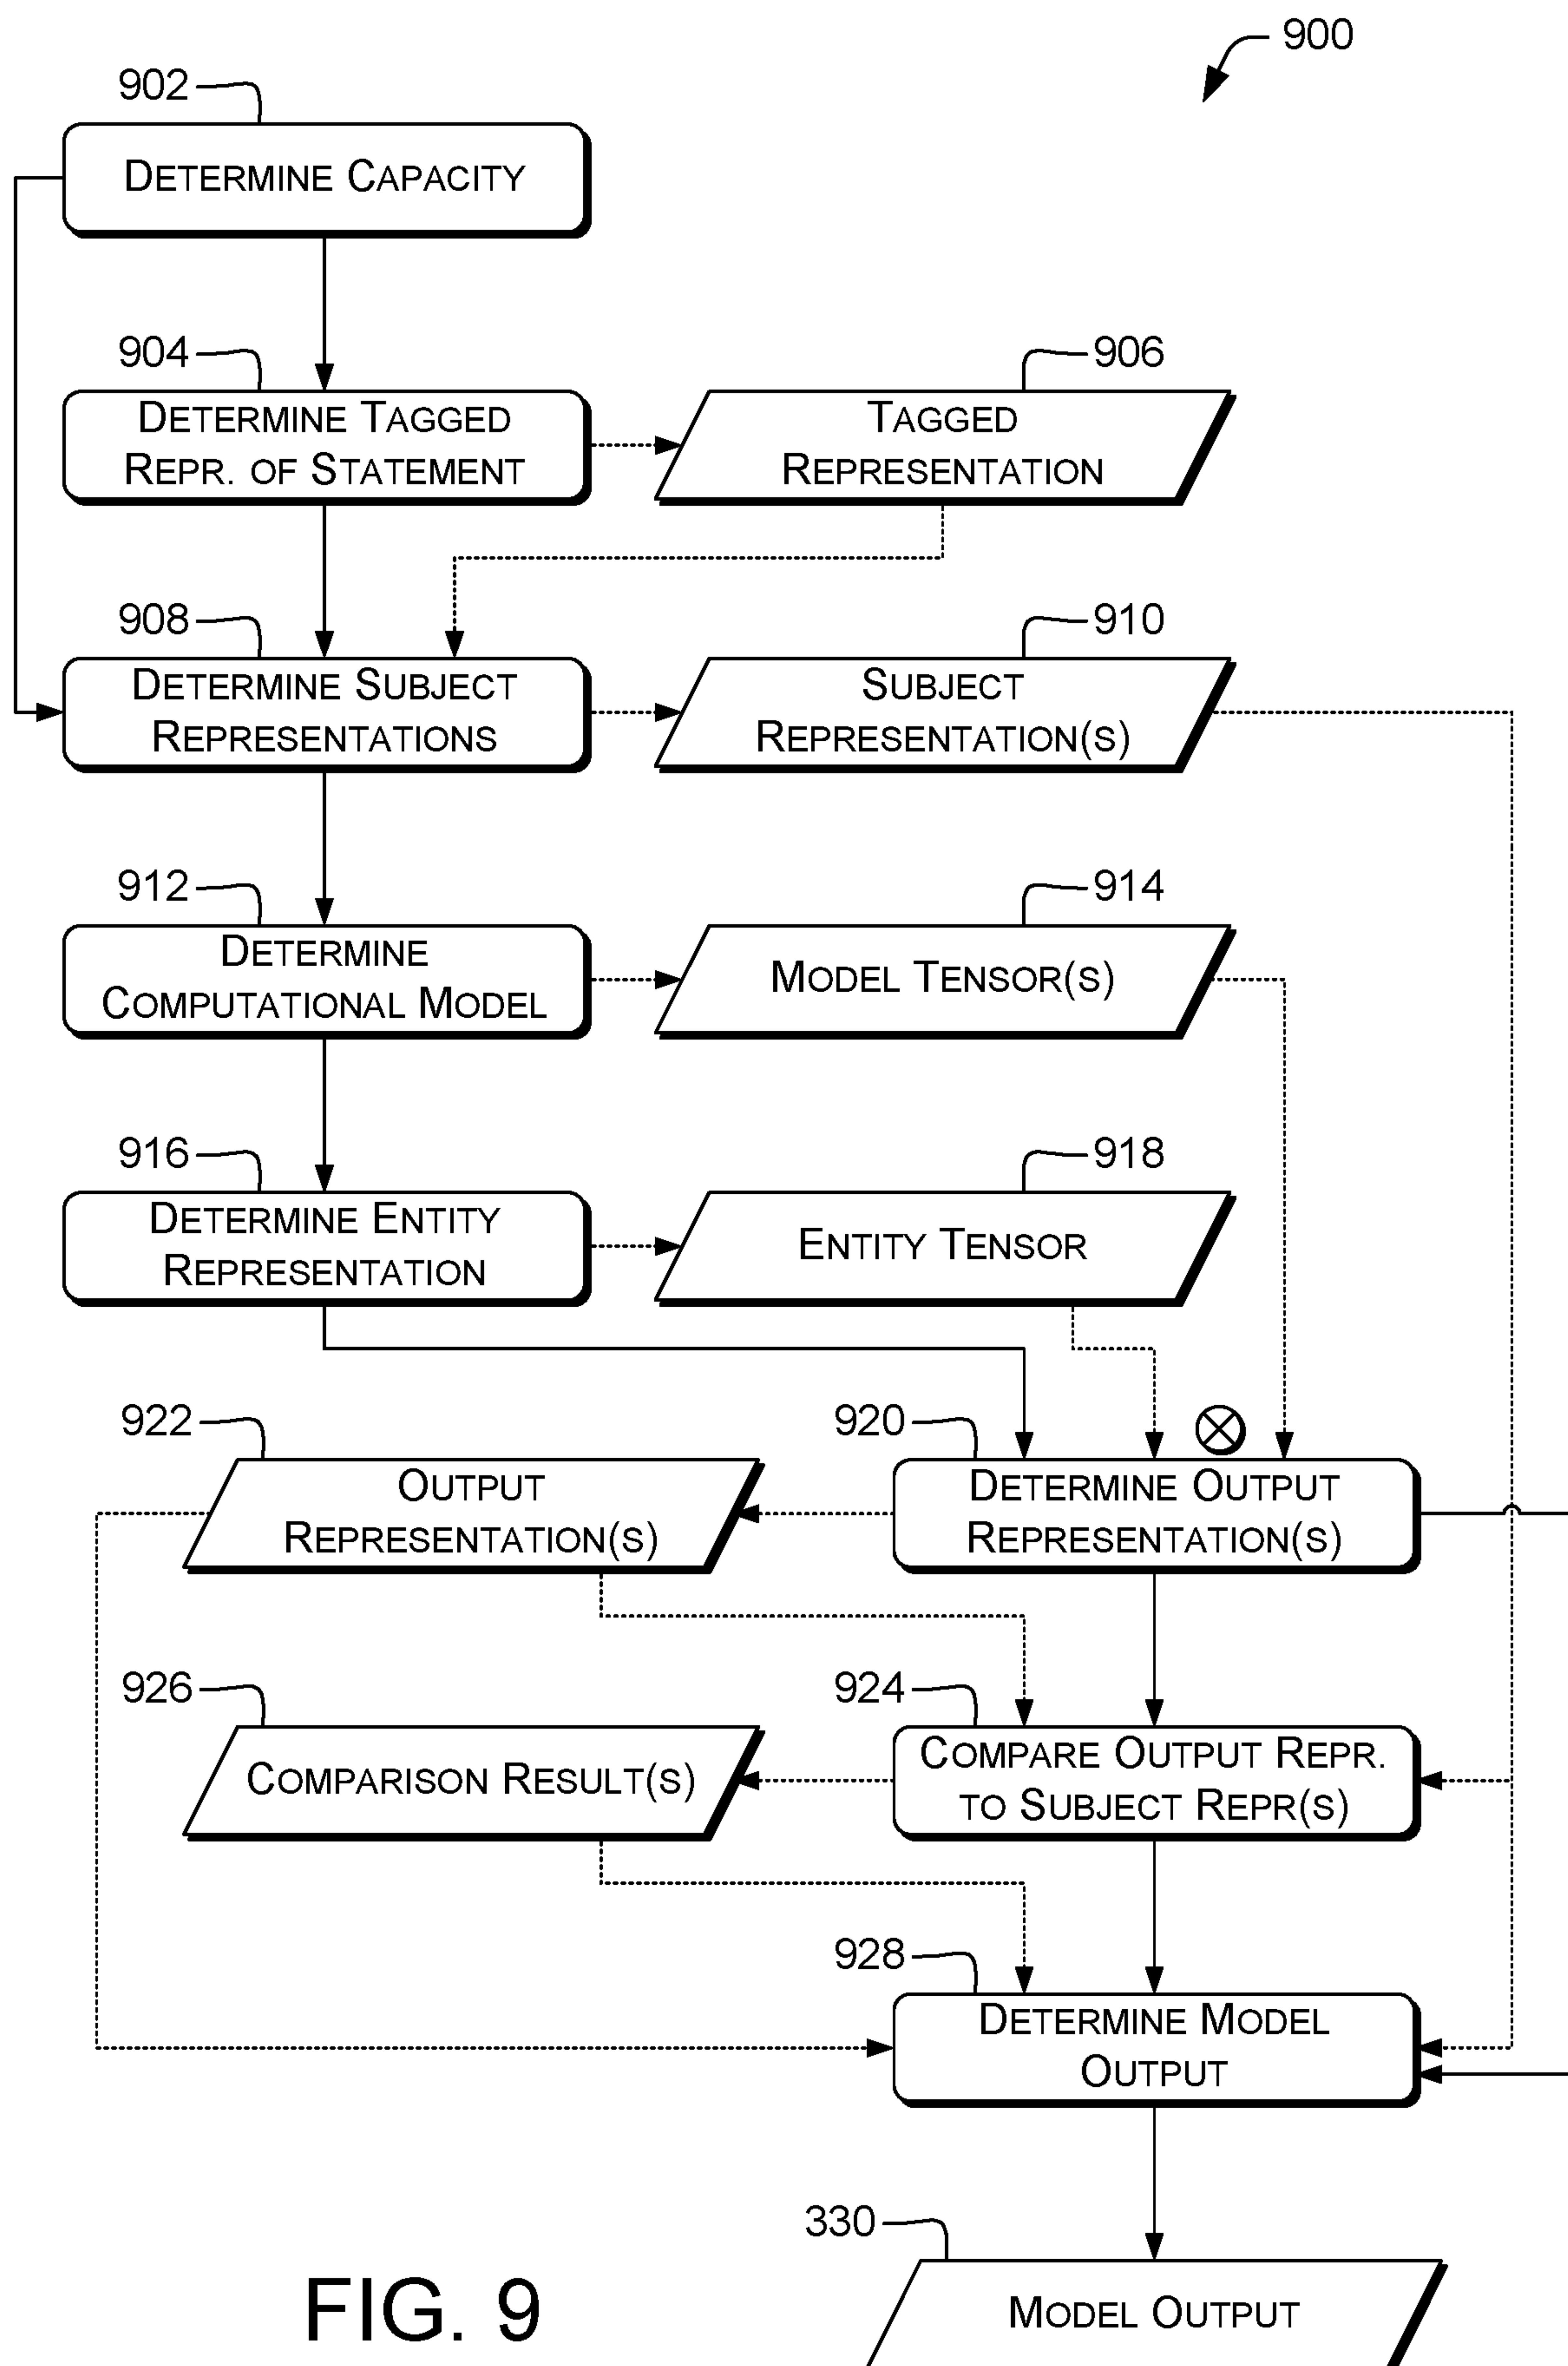 900
902
DETERMINE CAPACITY
904
DETERMINE TAGGED
REPR. OF STATEMENT
906
TAGGED
REPRESENTATION
908
DETERMINE SUBJECT
REPRESENTATIONS
910
SUBJECT
REPRESENTATION(S)
912
DETERMINE
COMPUTATIONAL MODEL
914
MODEL TENSOR(S)
916
DETERMINE ENTITY
REPRESENTATION
918
ENTITY TENSOR
922
OUTPUT
REPRESENTATION(S)
920
DETERMINE OUTPUT
REPRESENTATION(S)
926
COMPARISON RESULT(S)
924
COMPARE OUTPUT REPR.
TO SUBJECT REPR(S)
928
DETERMINE MODEL
OUTPUT
330
MODEL OUTPUT
FIG. 9